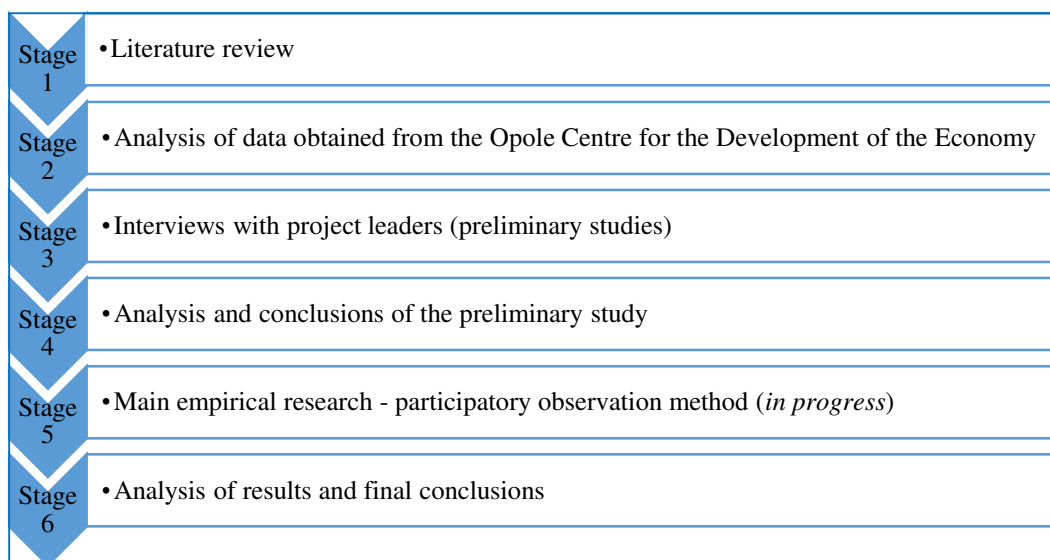 Stage
1
•Literature review
Stage
2
•Analysis of data obtained from the Opole Centre for the Development of the Economy
Stage
3
•Interviews with project leaders (preliminary studies)
Stage
4
•Analysis and conclusions of the preliminary study
Stage
5
•Main empirical research - participatory observation method (in progress)
Stage
6
•Analysis of results and final conclusions